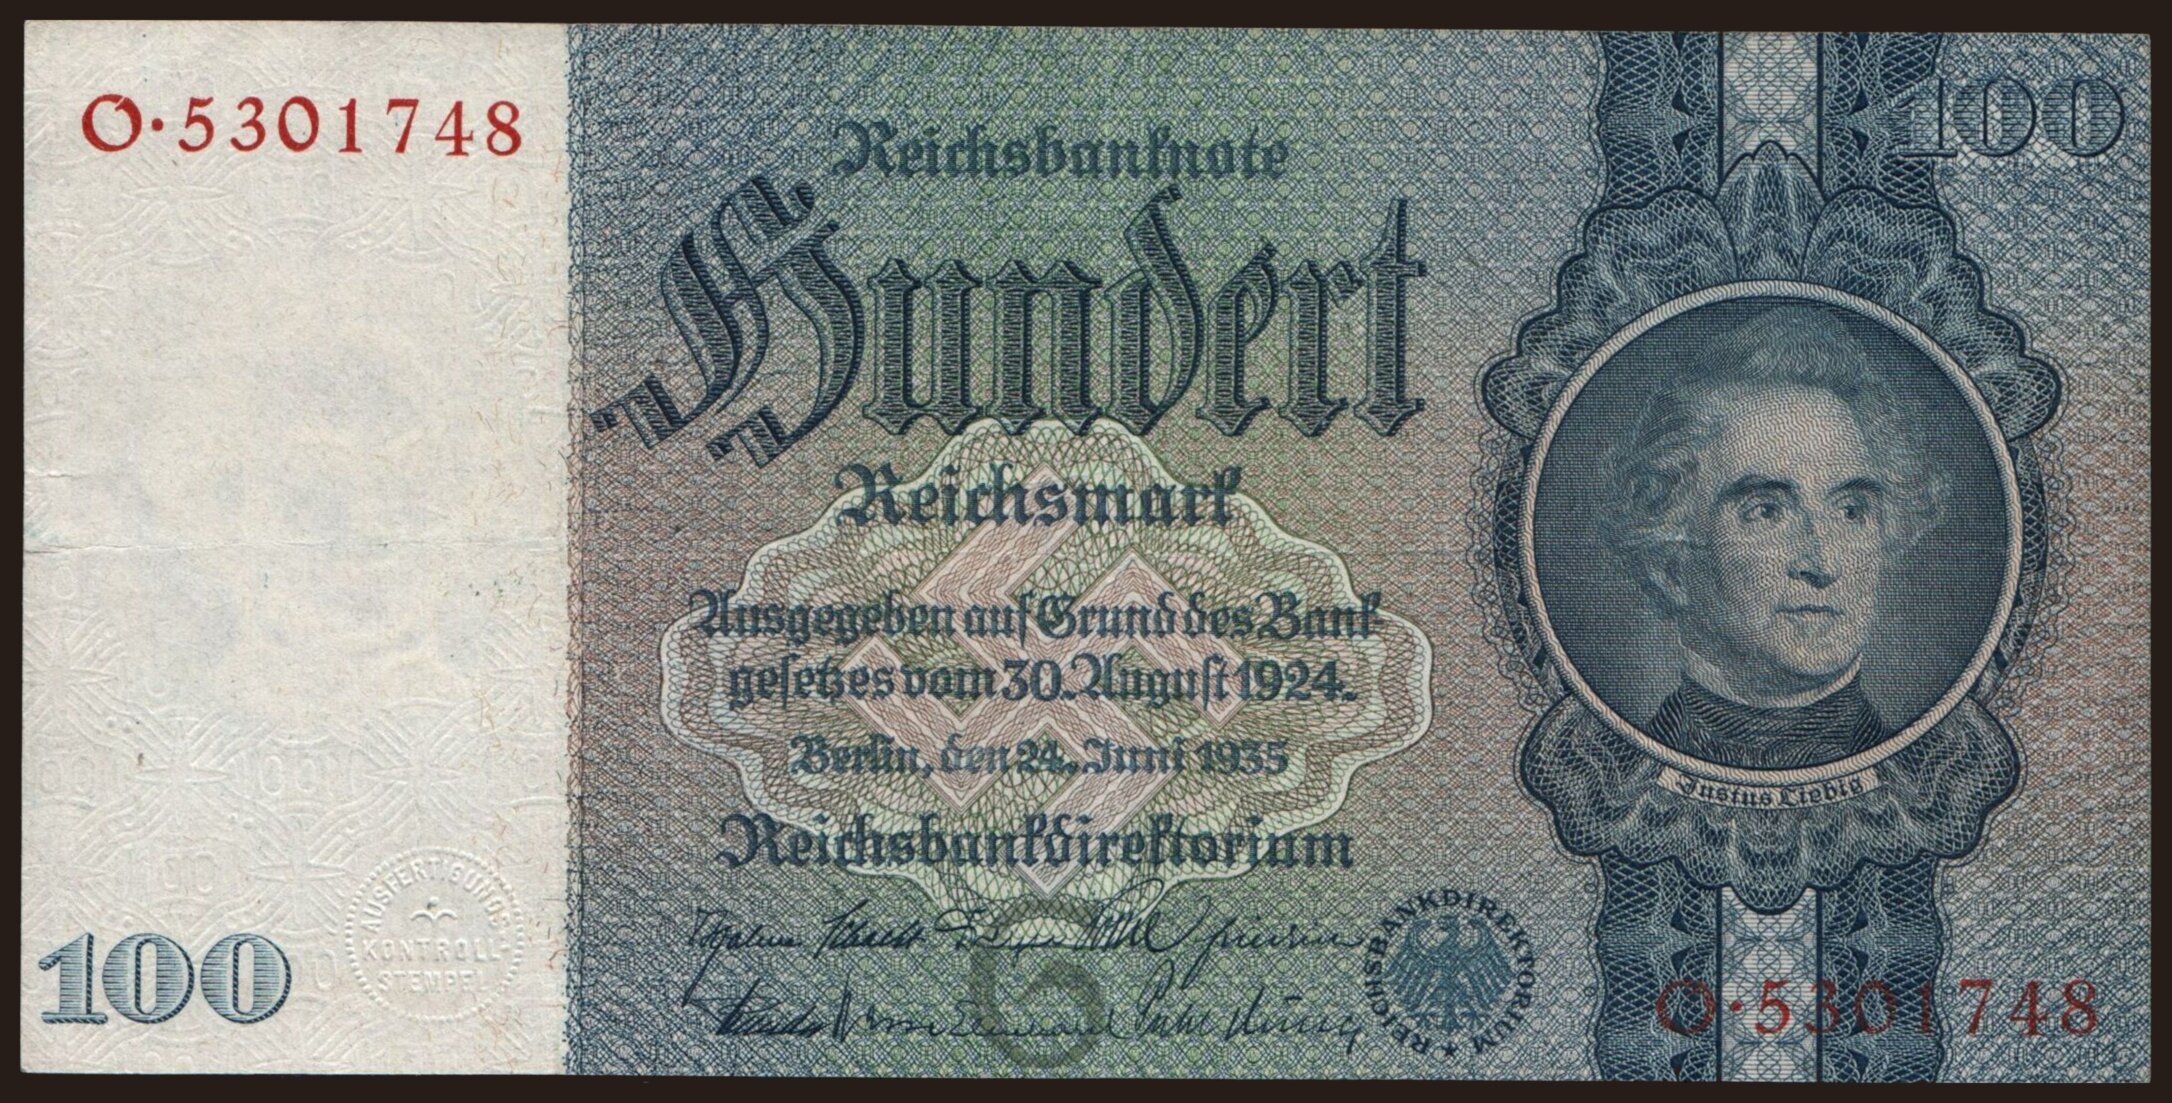 O·5301748
Reichsbanknote
100
Hundert
Reichsmark
Ausgegeben auf Grund des Bank-
gesetzes vom 30. August 1924.
Berlin, den 24. Juni 1935
Reichsbankdirektorium
Justus Liebig
AUSFERTIGUNGS-
KONTROLL
STEMPEL
100
REICHSBANKDIREKTORIUM *
O·5301748